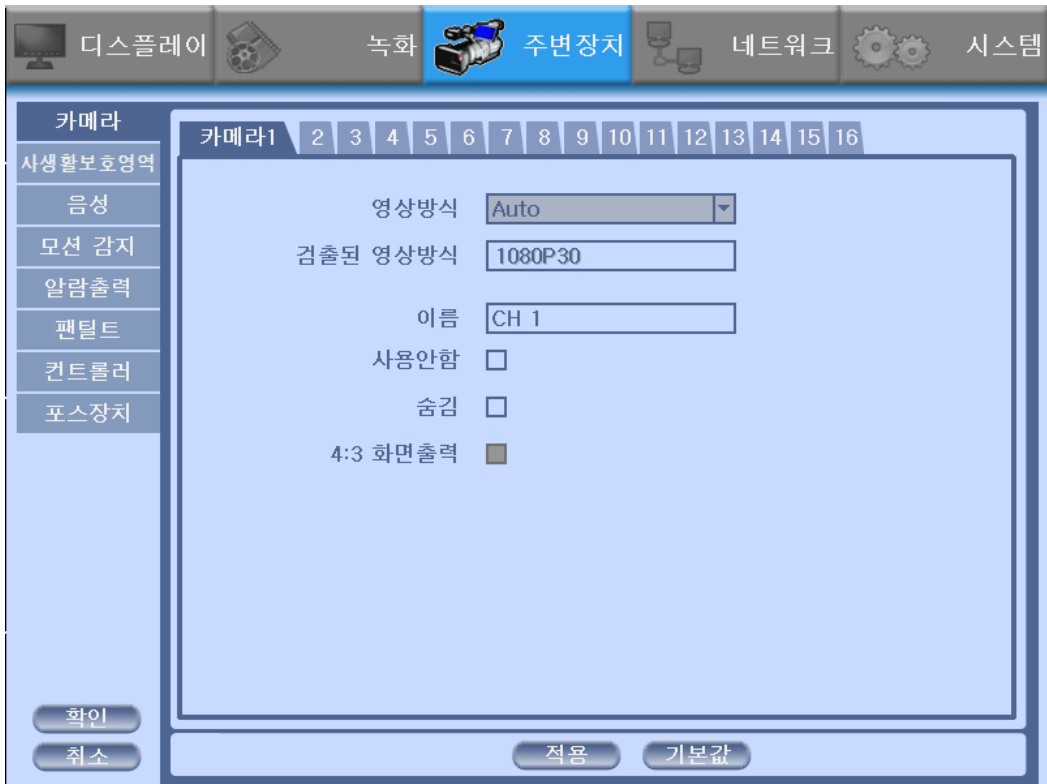 디스플레이 녹화 주변장치 네트워크 시스템
카메라
사생활보호영역
음성
모션 감지
알람출력
팬틸트
컨트롤러
포스장치
확인
취소
카메라1 2 3 4 5 6 7 8 9 10 11 12 13 14 15 16
영상방식 Auto
검출된 영상방식 1080P30
이름 CH 1
사용안함
숨김
4:3 화면출력
적용 기본값